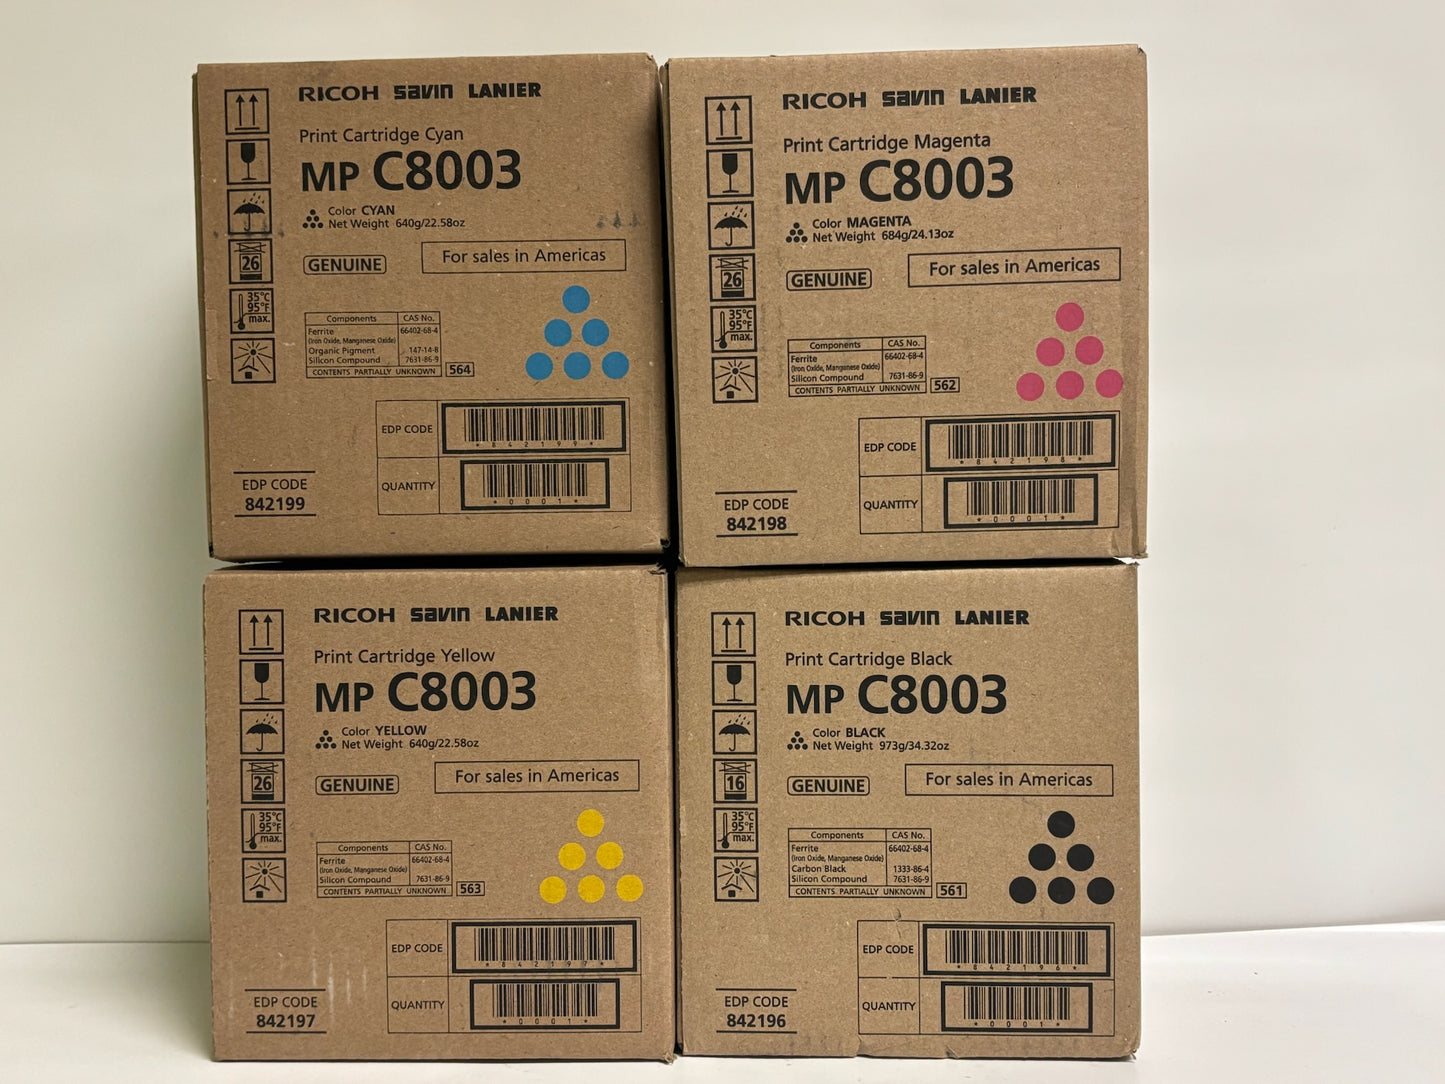 RICOH savin LANIER
Print Cartridge Cyan
MP C8003
Color CYAN
Net Weight 640g/22.58oz
GENUINE
For sales in Americas
26
35°C
95°F
max.
Components CAS No.
Ferrite 66402-68-4
(Iron Oxide, Manganese Oxide)
Organic Pigment 147-14-8
Silicon Compound 7631-86-9
CONTENTS PARTIALLY UNKNOWN 564
EDP CODE
*842199*
QUANTITY
*0001*
EDP CODE
842199
RICOH savin LANIER
Print Cartridge Magenta
MP C8003
Color MAGENTA
Net Weight 684g/24.13oz
GENUINE
For sales in Americas
26
35°C
95°F
max.
Components CAS No.
Ferrite 66402-68-4
(Iron Oxide, Manganese Oxide)
Silicon Compound 7631-86-9
CONTENTS PARTIALLY UNKNOWN 562
EDP CODE
*842198*
QUANTITY
*0001*
EDP CODE
842198
RICOH savin LANIER
Print Cartridge Yellow
MP C8003
Color YELLOW
Net Weight 640g/22.58oz
GENUINE
For sales in Americas
26
35°C
95°F
max.
Components CAS No.
Ferrite 66402-68-4
(Iron Oxide, Manganese Oxide)
Silicon Compound 7631-86-9
CONTENTS PARTIALLY UNKNOWN 563
EDP CODE
*842197*
QUANTITY
*0001*
EDP CODE
842197
RICOH savin LANIER
Print Cartridge Black
MP C8003
Color BLACK
Net Weight 973g/34.32oz
GENUINE
For sales in Americas
16
35°C
95°F
max.
Components CAS No.
Ferrite 66402-68-4
(Iron Oxide, Manganese Oxide)
Carbon Black 1333-86-4
Silicon Compound 7631-86-9
CONTENTS PARTIALLY UNKNOWN 561
EDP CODE
*842196*
QUANTITY
*0001*
EDP CODE
842196